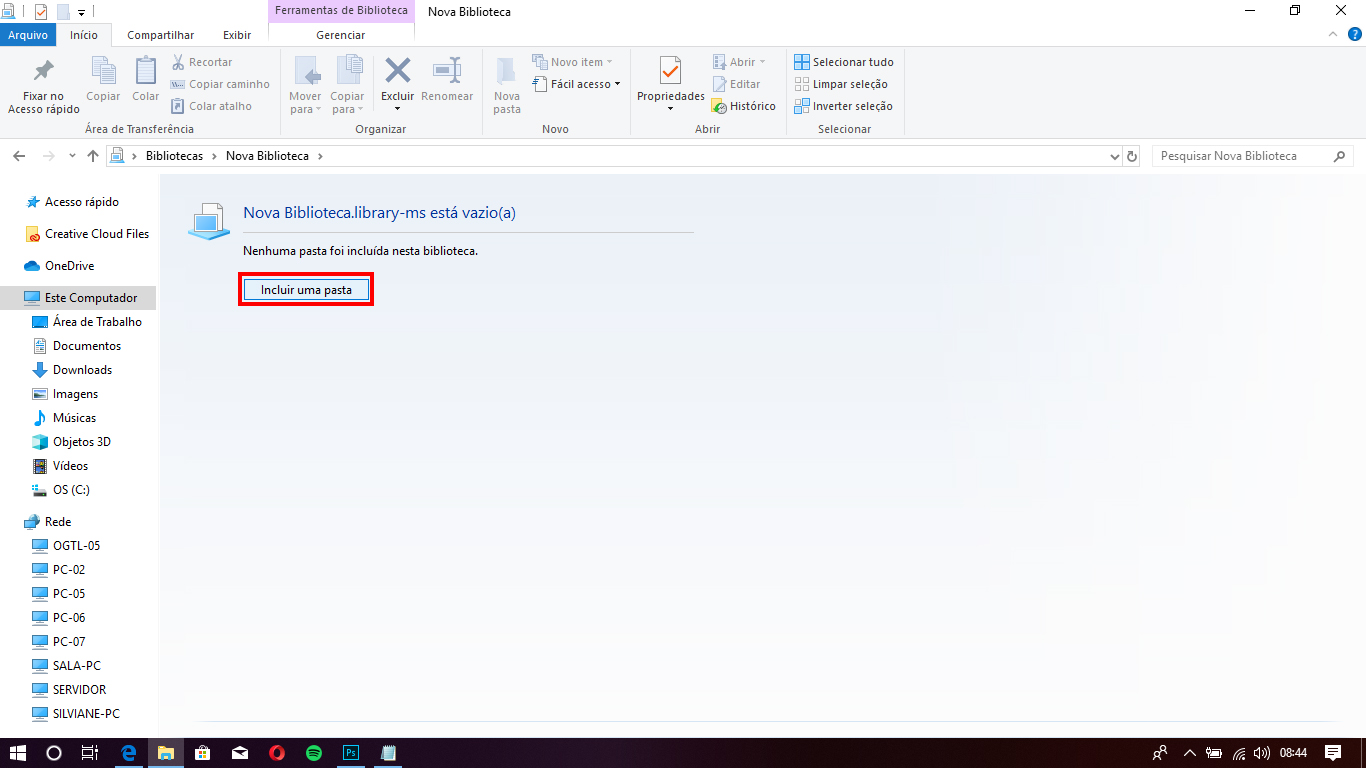 Ferramentas de Biblioteca
Nova Biblioteca
Arquivo
Início
Compartilhar
Exibir
Gerenciar
?
Fixar no
Acesso rápido
Copiar
Colar
Recortar
Copiar caminho
Colar atalho
Área de Transferência
Mover
para
Copiar
para
Excluir
Renomear
Organizar
Nova
pasta
Novo item
Fácil acesso
Novo
Propriedades
Abrir
Editar
Histórico
Abrir
Selecionar tudo
Limpar seleção
Inverter seleção
Selecionar
Bibliotecas
Nova Biblioteca
Pesquisar Nova Biblioteca
Acesso rápido
Creative Cloud Files
OneDrive
Este Computador
Área de Trabalho
Documentos
Downloads
Imagens
Músicas
Objetos 3D
Vídeos
OS (C:)
Rede
OGTL-05
PC-02
PC-05
PC-06
PC-07
SALA-PC
SERVIDOR
SILVIANE-PC
Nova Biblioteca.library-ms está vazio(a)
Nenhuma pasta foi incluída nesta biblioteca.
Incluir uma pasta
Ps
08:44